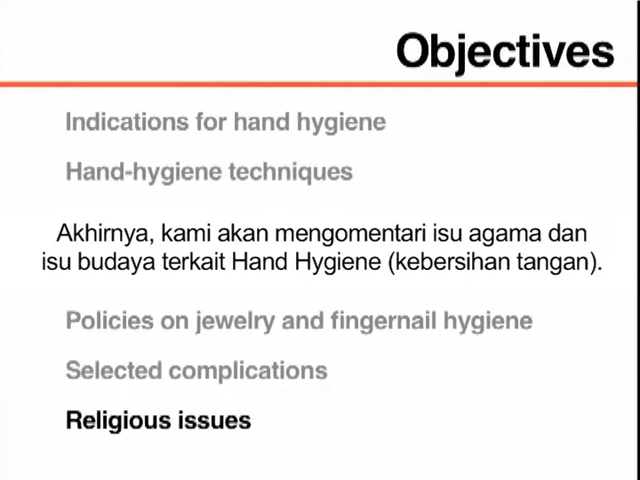 Objectives
Indications for hand hygiene
Hand-hygiene techniques
Akhirnya, kami akan mengomentari isu agama dan
isu budaya terkait Hand Hygiene (kebersihan tangan).
Policies on jewelry and fingernail hygiene
Selected complications
Religious issues